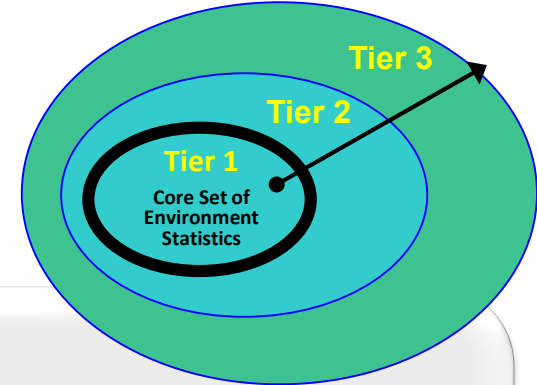 Tier 3
Tier 2
Tier 1
Core Set of
Environment
Statistics